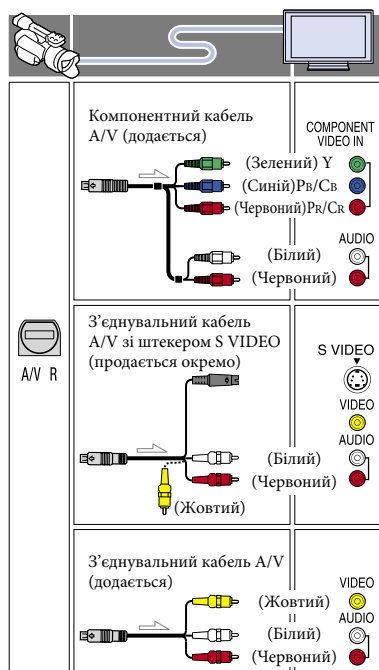 Компонентний кабель
A/V (додається)
COMPONENT
VIDEO IN
(Зелений) Y
(Синій)PB/CB
(Червоний)PR/CR
AUDIO
(Білий)
(Червоний)
A/V R
З’єднувальний кабель
A/V зі штекером S VIDEO
(продається окремо)
S VIDEO
VIDEO
AUDIO
(Білий)
(Червоний)
(Жовтий)
З’єднувальний кабель A/V
(додається)
VIDEO
(Жовтий)
AUDIO
(Білий)
(Червоний)